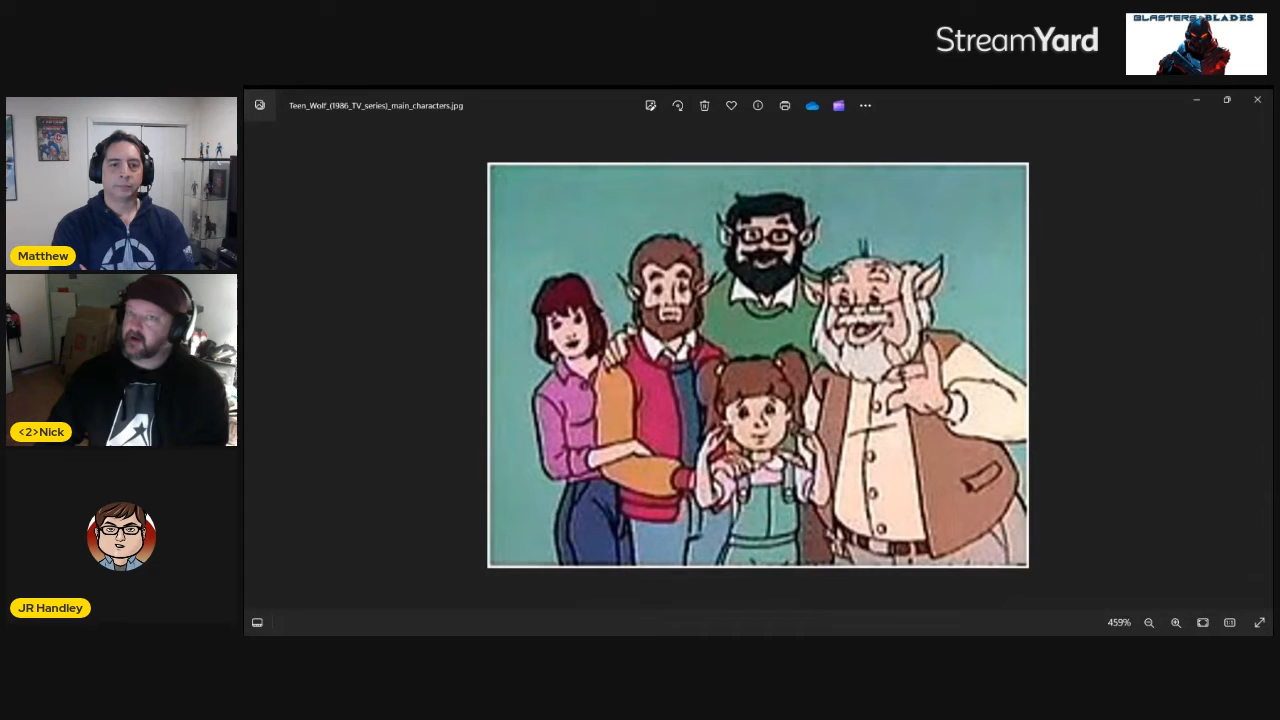 StreamYard
BLASTERS & BLADES
Teen_Wolf_(1986_TV_series)_main_characters.jpg
Matthew
<2>Nick
JR Handley
459%